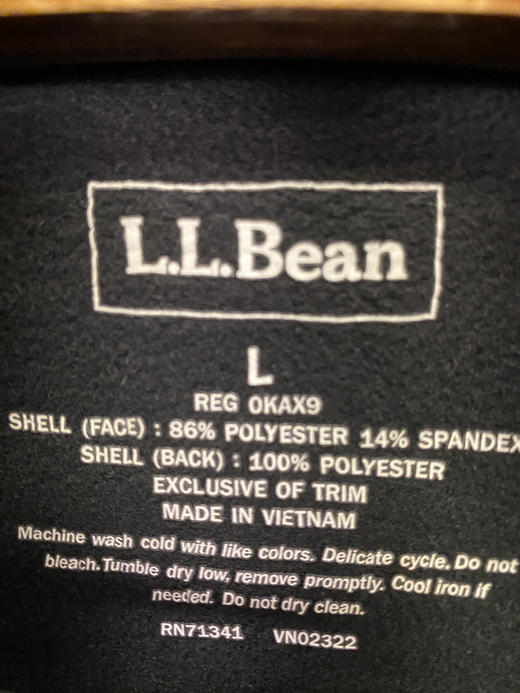 L.L.Bean
L
REG 0KAX9
SHELL (FACE) : 86% POLYESTER 14% SPANDEX
SHELL (BACK) : 100% POLYESTER
EXCLUSIVE OF TRIM
MADE IN VIETNAM
Machine wash cold with like colors. Delicate cycle. Do not
bleach. Tumble dry low, remove promptly. Cool iron if
needed. Do not dry clean.
RN71341 VN02322